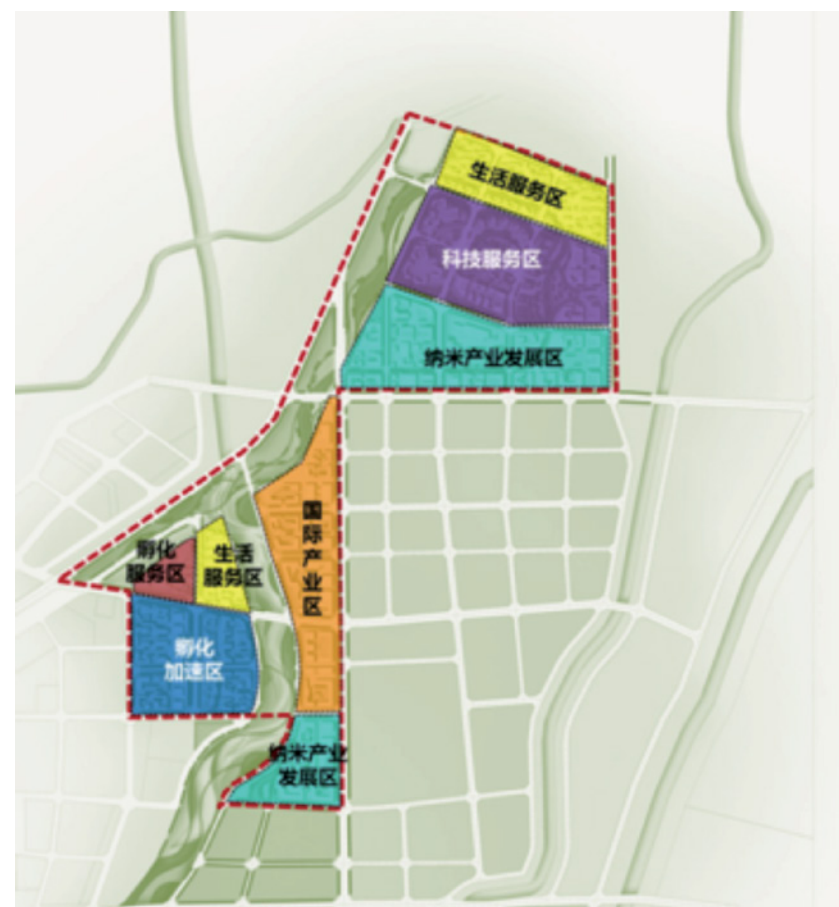 生活服务区
科技服务区
纳米产业发展区
国际产业区
孵化
服务区
生活
服务区
孵化
加速区
纳米产业
发展区